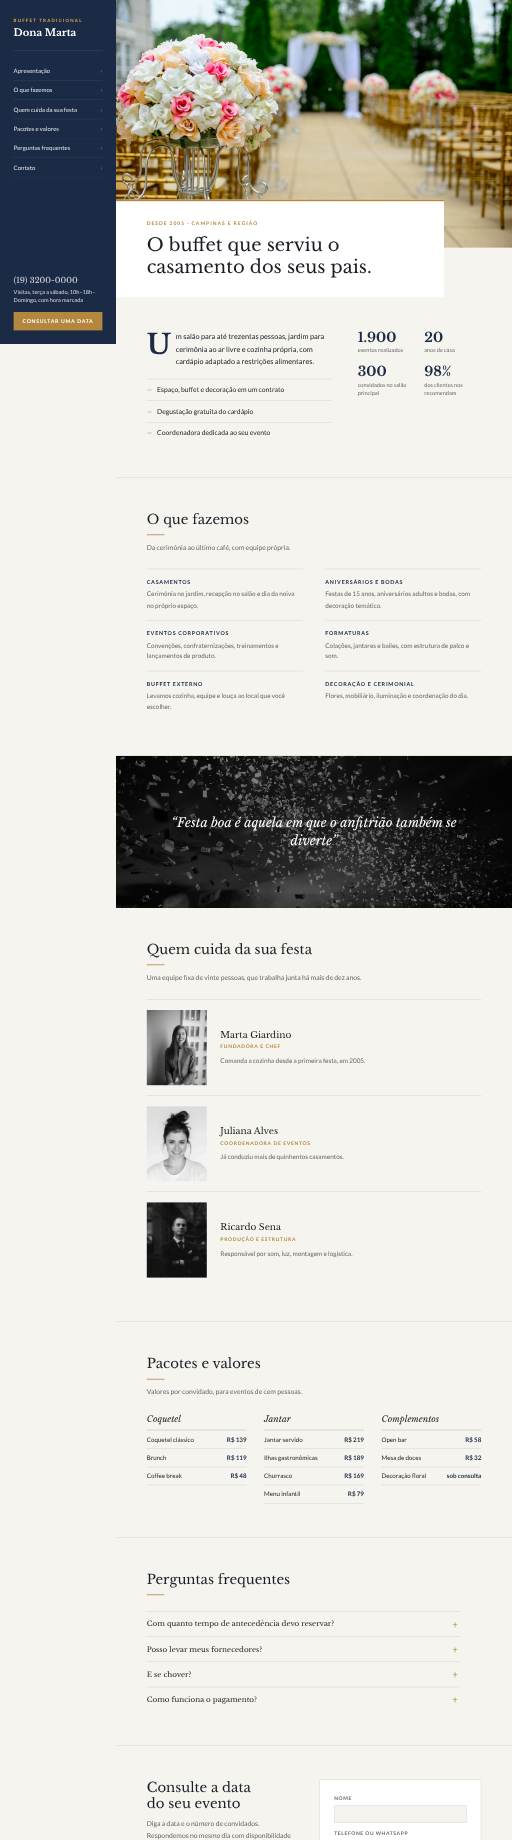 BUFFET TRADICIONAL
Dona Marta
Apresentação
O que fazemos
Quem cuida da sua festa
Pacotes e valores
Perguntas frequentes
Contato
(19) 3200-0000
Visitas, terça a sábado, 10h–18h ·
Domingo, com hora marcada
CONSULTAR UMA DATA
DESDE 2005 · CAMPINAS E REGIÃO
O buffet que serviu o
casamento dos seus pais.
Um salão para até trezentas pessoas, jardim para
cerimônia ao ar livre e cozinha própria, com
cardápio adaptado a restrições alimentares.
— Espaço, buffet e decoração em um contrato
— Degustação gratuita do cardápio
— Coordenadora dedicada ao seu evento
1.900
eventos realizados
20
anos de casa
300
convidados no salão
principal
98%
dos clientes nos
recomendam
O que fazemos
Da cerimônia ao último café, com equipe própria.
CASAMENTOS
Cerimônia no jardim, recepção no salão e dia da noiva
no próprio espaço.
ANIVERSÁRIOS E BODAS
Festas de 15 anos, aniversários adultos e bodas, com
decoração temática.
EVENTOS CORPORATIVOS
Convenções, confraternizações, treinamentos e
lançamentos de produto.
FORMATURAS
Colações, jantares e bailes, com estrutura de palco e
som.
BUFFET EXTERNO
Levamos cozinha, equipe e louça ao local que você
escolher.
DECORAÇÃO E CERIMONIAL
Flores, mobiliário, iluminação e coordenação do dia.
“Festa boa é aquela em que o anfitrião também se
diverte”
Quem cuida da sua festa
Uma equipe fixa de vinte pessoas, que trabalha junta há mais de dez anos.
Marta Giardino
FUNDADORA E CHEF
Comanda a cozinha desde a primeira festa, em 2005.
Juliana Alves
COORDENADORA DE EVENTOS
Já conduziu mais de quinhentos casamentos.
Ricardo Sena
PRODUÇÃO E ESTRUTURA
Responsável por som, luz, montagem e logística.
Pacotes e valores
Valores por convidado, para eventos de cem pessoas.
Coquetel
Coquetel clássico R$ 139
Brunch R$ 119
Coffee break R$ 48
Jantar
Jantar servido R$ 219
Ilhas gastronômicas R$ 189
Churrasco R$ 169
Menu infantil R$ 79
Complementos
Open bar R$ 58
Mesa de doces R$ 32
Decoração floral sob consulta
Perguntas frequentes
Com quanto tempo de antecedência devo reservar? +
Posso levar meus fornecedores? +
E se chover? +
Como funciona o pagamento? +
Consulte a data
do seu evento
Diga a data e o número de convidados.
Respondemos no mesmo dia com disponibilidade
NOME
TELEFONE OU WHATSAPP